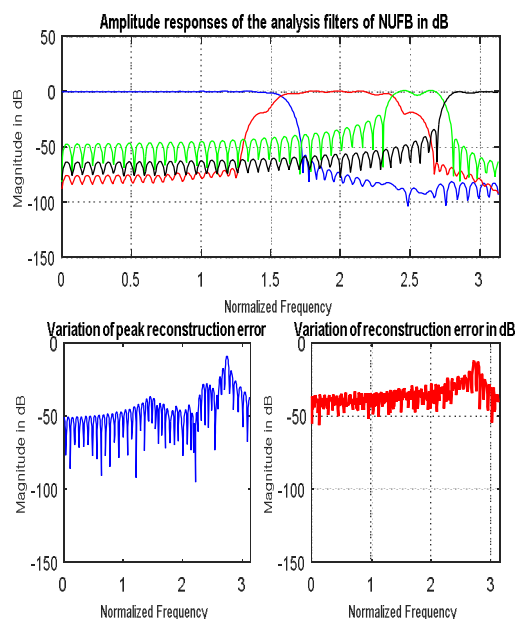 Amplitude responses of the analysis filters of NUFB in dB
50
0
-50
-100
-150
Magnitude in dB
0 0.5 1 1.5 2 2.5 3
Normalized Frequency
Variation of peak reconstruction error
0
-50
-100
-150
Magnitude in dB
0 1 2 3
Normalized Frequency
Variation of reconstruction error in dB
0
-50
-100
-150
Magnitude in dB
0 1 2 3
Normalized Frequency